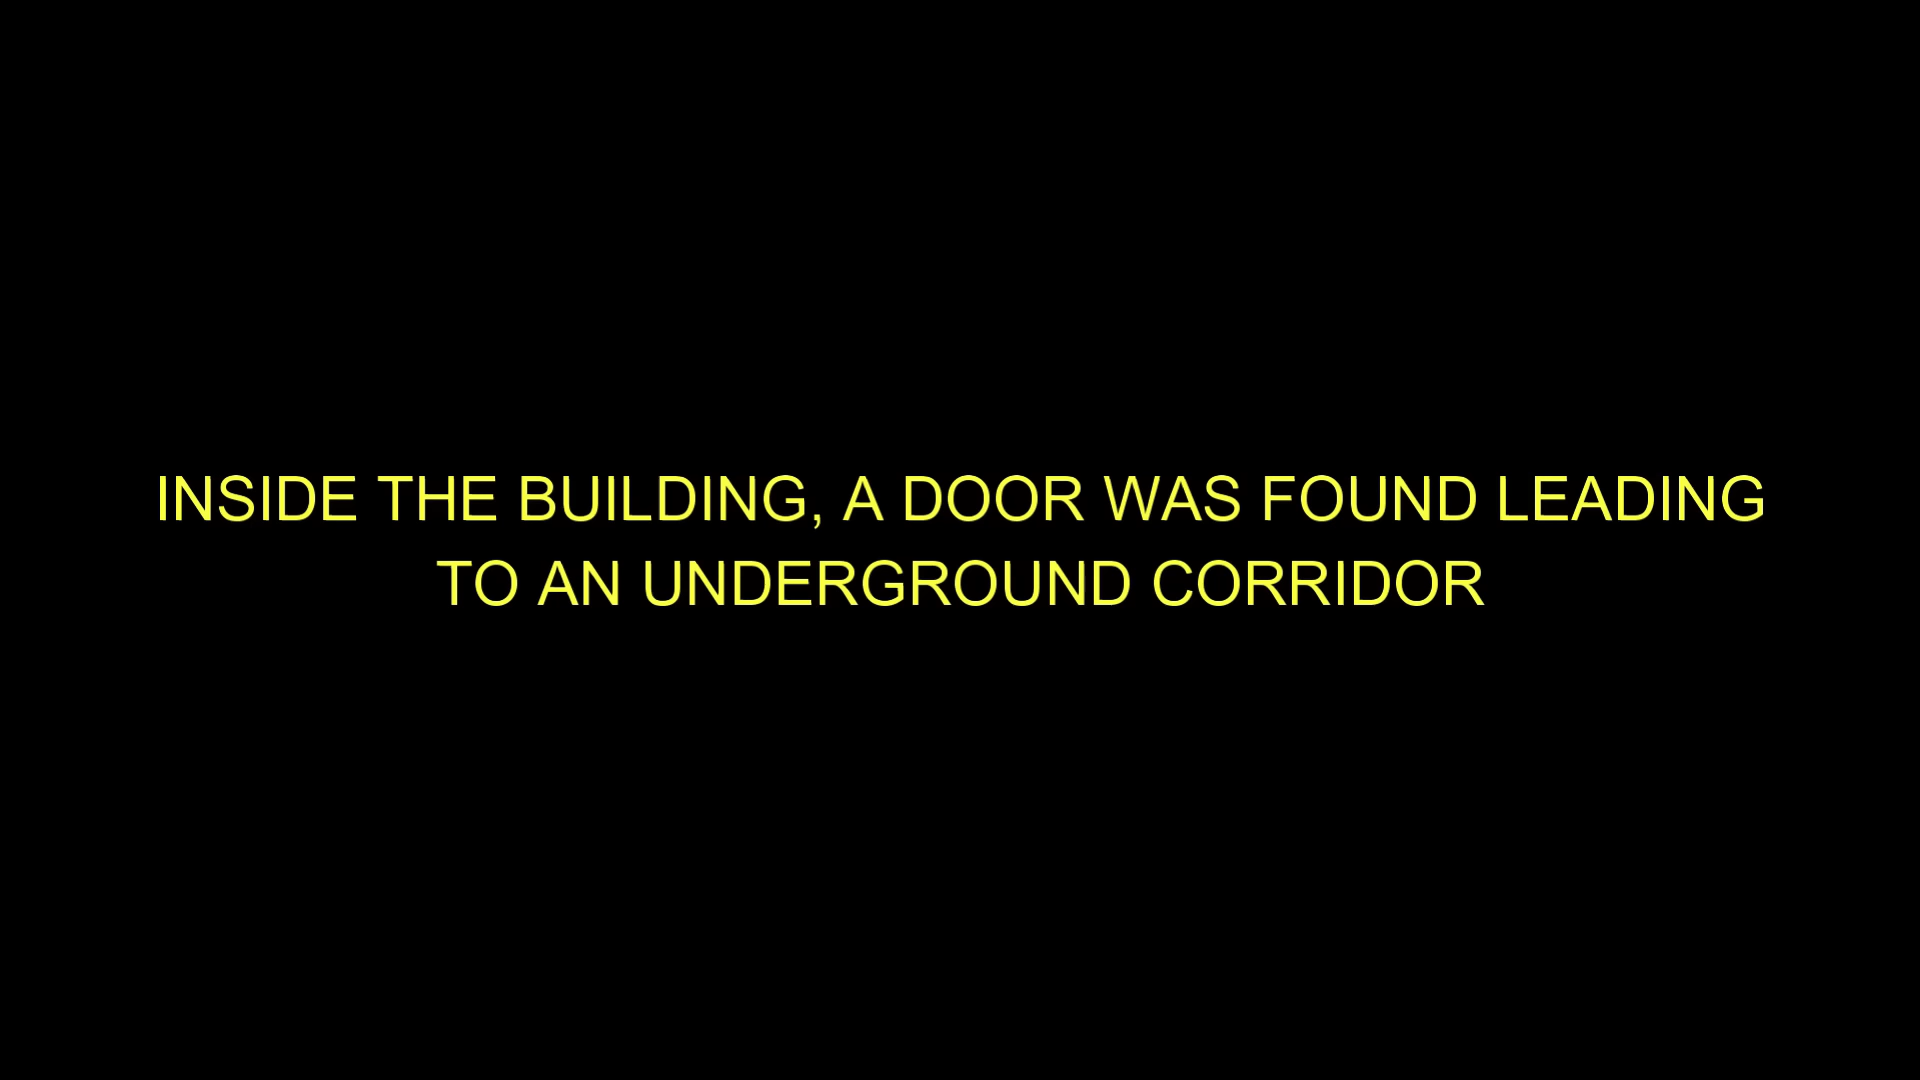 INSIDE THE BUILDING, A DOOR WAS FOUND LEADING
TO AN UNDERGROUND CORRIDOR